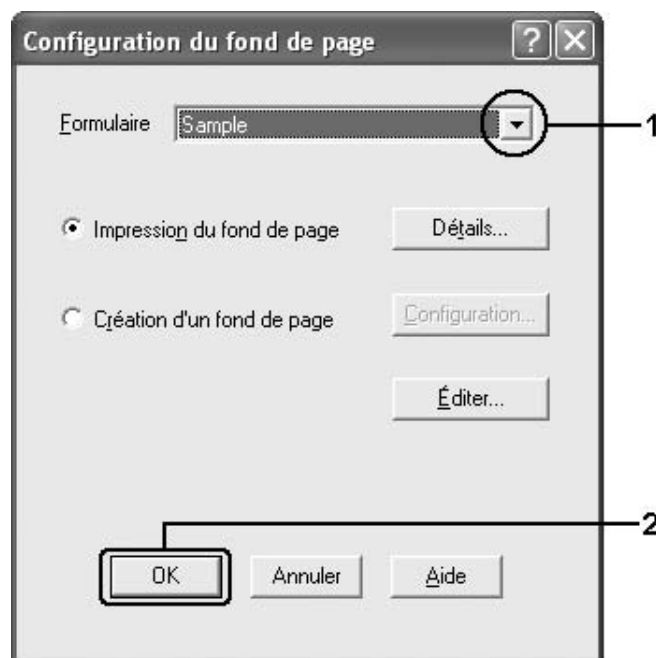 Configuration du fond de page
Formulaire Sample 1
Impression du fond de page Détails...
Création d'un fond de page Configuration...
Éditer...
2
OK Annuler Aide